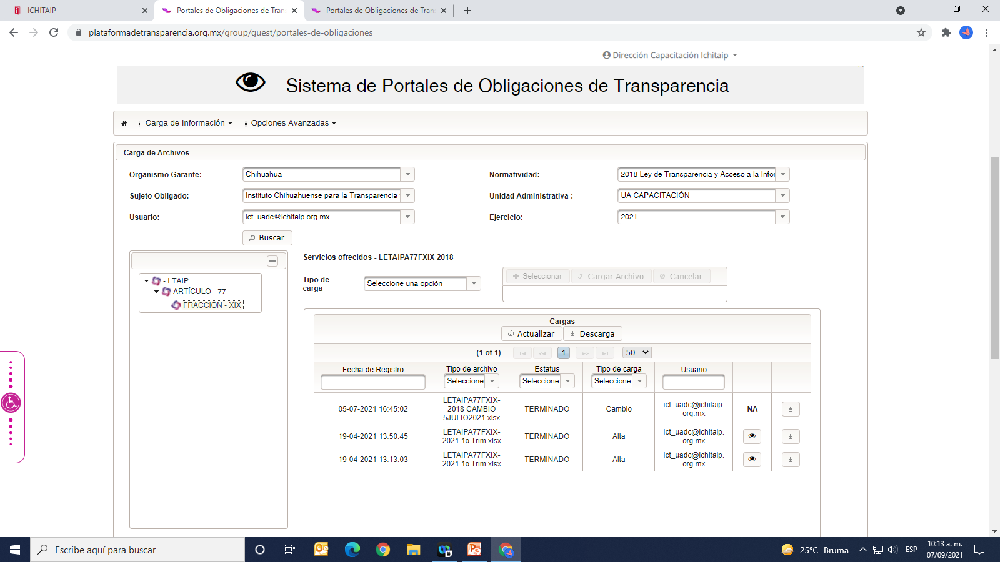 ICHITAIP
Portales de Obligaciones de Tran
Portales de Obligaciones de Tran
plataformadetransparencia.org.mx/group/guest/portales-de-obligaciones
Dirección Capacitación Ichitaip
Sistema de Portales de Obligaciones de Transparencia
Carga de Información
Opciones Avanzadas
Carga de Archivos
Organismo Garante: Chihuahua
Normatividad: 2018 Ley de Transparencia y Acceso a la Infor
Sujeto Obligado: Instituto Chihuahuense para la Transparencia
Unidad Administrativa : UA CAPACITACIÓN
Usuario: ict_uadc@ichitaip.org.mx
Ejercicio: 2021
Buscar
- LTAIP
ARTÍCULO - 77
FRACCION - XIX
Servicios ofrecidos - LETAIPA77FXIX 2018
Tipo de
carga
Seleccione una opción
Seleccionar
Cargar Archivo
Cancelar
Cargas
Actualizar
Descarga
(1 of 1) 1 50
Fecha de Registro
Tipo de archivo
Seleccione
Estatus
Seleccione
Tipo de carga
Seleccione
Usuario
05-07-2021 16:45:02
LETAIPA77FXIX-
2018 CAMBIO
5JULIO2021.xlsx
TERMINADO
Cambio
ict_uadc@ichitaip.
org.mx
NA
19-04-2021 13:50:45
LETAIPA77FXIX-
2021 1o Trim.xlsx
TERMINADO
Alta
ict_uadc@ichitaip.
org.mx
19-04-2021 13:13:03
LETAIPA77FXIX-
2021 1o Trim.xlsx
TERMINADO
Alta
ict_uadc@ichitaip.
org.mx
Escribe aquí para buscar
25°C Bruma
ESP
10:13 a. m.
07/09/2021